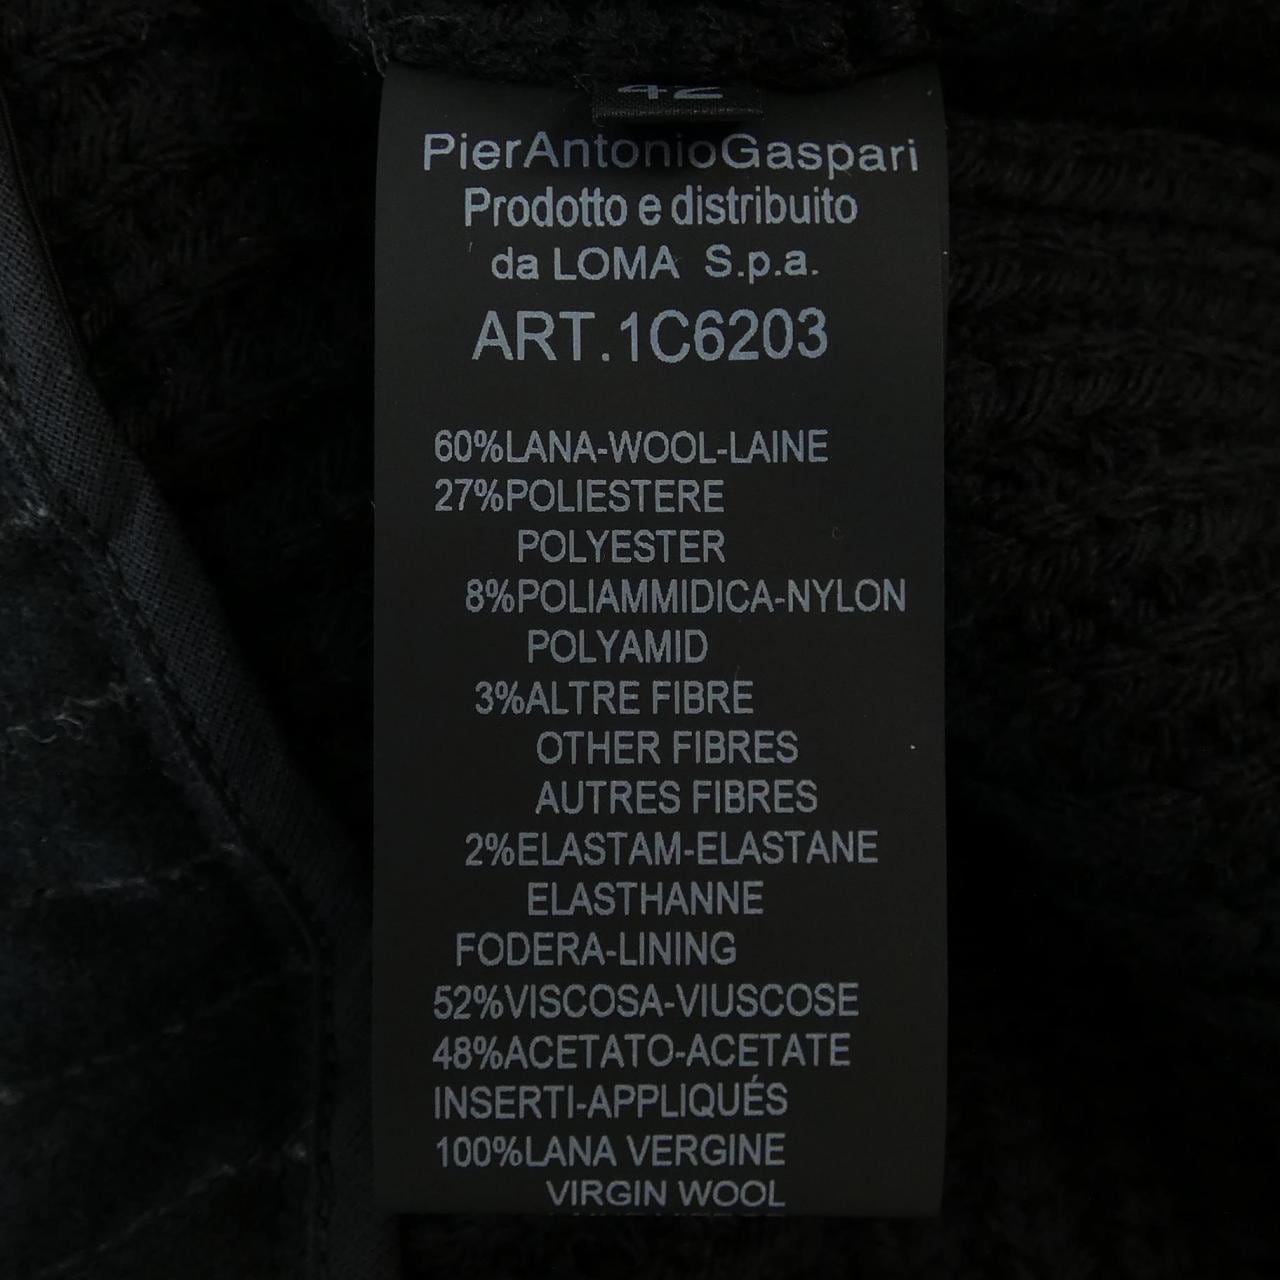 42
PierAntonioGaspari
Prodotto e distribuito
da LOMA S.p.a.
ART.1C6203
60%LANA-WOOL-LAINE
27%POLIESTERE
POLYESTER
8%POLIAMMIDICA-NYLON
POLYAMID
3%ALTRE FIBRE
OTHER FIBRES
AUTRES FIBRES
2%ELASTAM-ELASTANE
ELASTHANNE
FODERA-LINING
52%VISCOSA-VIUSCOSE
48%ACETATO-ACETATE
INSERTI-APPLIQUÉS
100%LANA VERGINE
VIRGIN WOOL